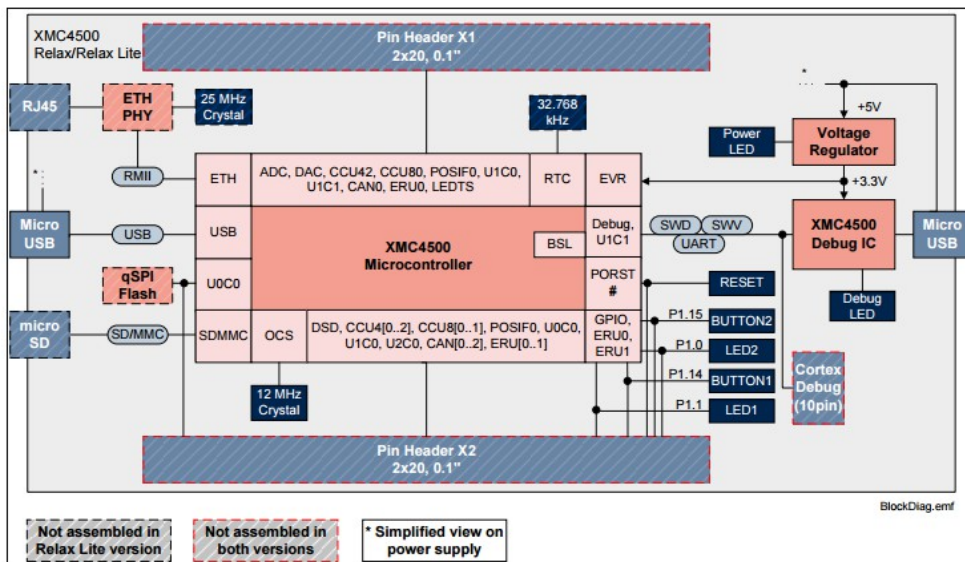 XMC4500
Relax/Relax Lite
Pin Header X1
2x20, 0.1"
*
RJ45
ETH
PHY
25 MHz
Crystal
32.768
kHz
+5V
Power
LED
Voltage
Regulator
RMII
ETH
ADC, DAC, CCU42, CCU80, POSIF0, U1C0,
U1C1, CAN0, ERU0, LEDTS
RTC
EVR
+3.3V
*
Micro
USB
USB
USB
XMC4500
Microcontroller
BSL
Debug,
U1C1
SWD
SWV
UART
XMC4500
Debug IC
Micro
USB
qSPI
Flash
U0C0
PORST
#
RESET
Debug
LED
micro
SD
SD/MMC
SDMMC
OCS
DSD, CCU4[0..2], CCU8[0..1], POSIF0, U0C0,
U1C0, U2C0, CAN[0..2], ERU[0..1]
GPIO,
ERU0,
ERU1
P1.15
BUTTON2
P1.0
LED2
P1.14
BUTTON1
P1.1
LED1
Cortex
Debug
(10pin)
12 MHz
Crystal
Pin Header X2
2x20, 0.1"
BlockDiag.emf
Not assembled in
Relax Lite version
Not assembled in
both versions
* Simplified view on
power supply